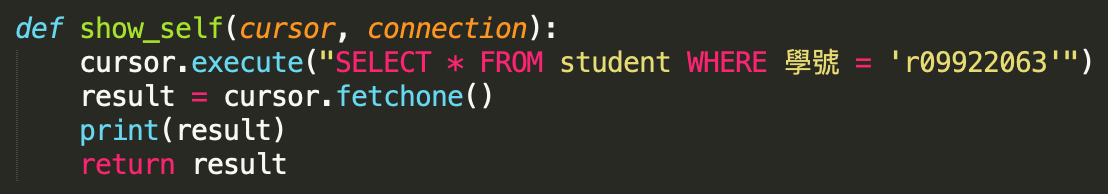 def show_self(cursor, connection):
    cursor.execute("SELECT * FROM student WHERE 學號 = 'r09922063'")
    result = cursor.fetchone()
    print(result)
    return result